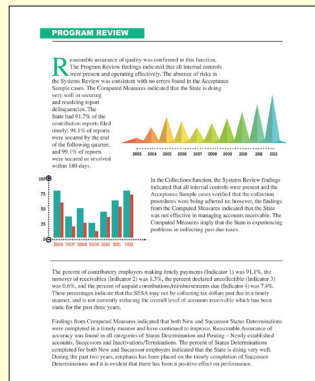 PROGRAM REVIEW
Reasonable assurance of quality was confirmed in this function.
The Program Review findings indicated that all internal controls
were present and operating effectively. The absence of risks in
the Systems Review was consistent with no errors found in the Acceptance
Sample cases. The Computed Measures indicated that the State is doing
very well in securing
and resolving report
delinquencies. The
State had 91.7% of the
contribution reports filed
timely; 94.1% of reports
were secured by the end
of the following quarter;
and 99.1% of reports
were secured or resolved
within 180 days.
2003 2004 2005 2006 2007 2008 2009 2010 2011 2012
100
75
50
25
0
2006 2007 2008 2009 2010 2011 2012
In the Collections function, the Systems Review findings
indicated that all internal controls were present and the
Acceptance Sample cases verified that the collection
procedures were being adhered to; however, the findings
from the Computed Measures indicated that the State
was not effective in managing accounts receivable. The
Computed Measures imply that the State is experiencing
problems in collecting past due taxes.
The percent of contributory employers making timely payments (Indicator 1) was 91.1%, the
turnover of receivables (Indicator 2) was 1.3%, the percent declared uncollectible (Indicator 3)
was 0.6%, and the percent of unpaid contributions/reimbursements due (Indicator 4) was 7.4%.
These percentages indicate that the SESA may not be collecting tax dollars past due in a timely
manner, and is not currently reducing the overall level of accounts receivable which has been
static for the past three years.
Findings from Computed Measures indicated that both New and Successor Status Determinations
were completed in a timely manner and have continued to improve. Reasonable Assurance of
accuracy was found in all categories of Status Determination and Posting – Newly established
accounts, Successors and Inactivations/Terminations. The percent of Status Determinations
completed for both New and Successor employers indicated that the State is doing very well.
During the past two years, emphasis has been placed on the timely completion of Successor
Determinations and it is evident that there has been a positive effect on performance.